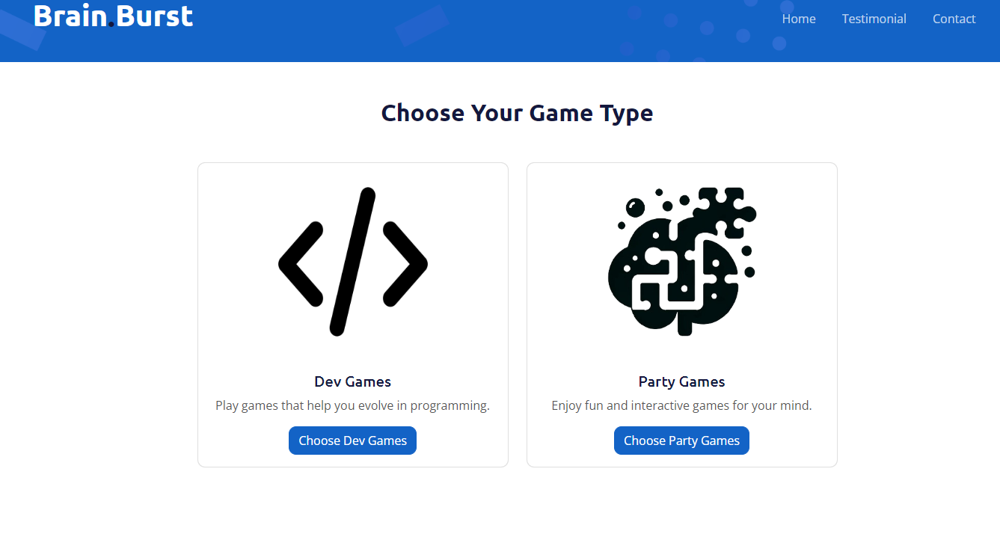 Brain.Burst
Home Testimonial Contact
Choose Your Game Type
Dev Games
Play games that help you evolve in programming.
Choose Dev Games
Party Games
Enjoy fun and interactive games for your mind.
Choose Party Games